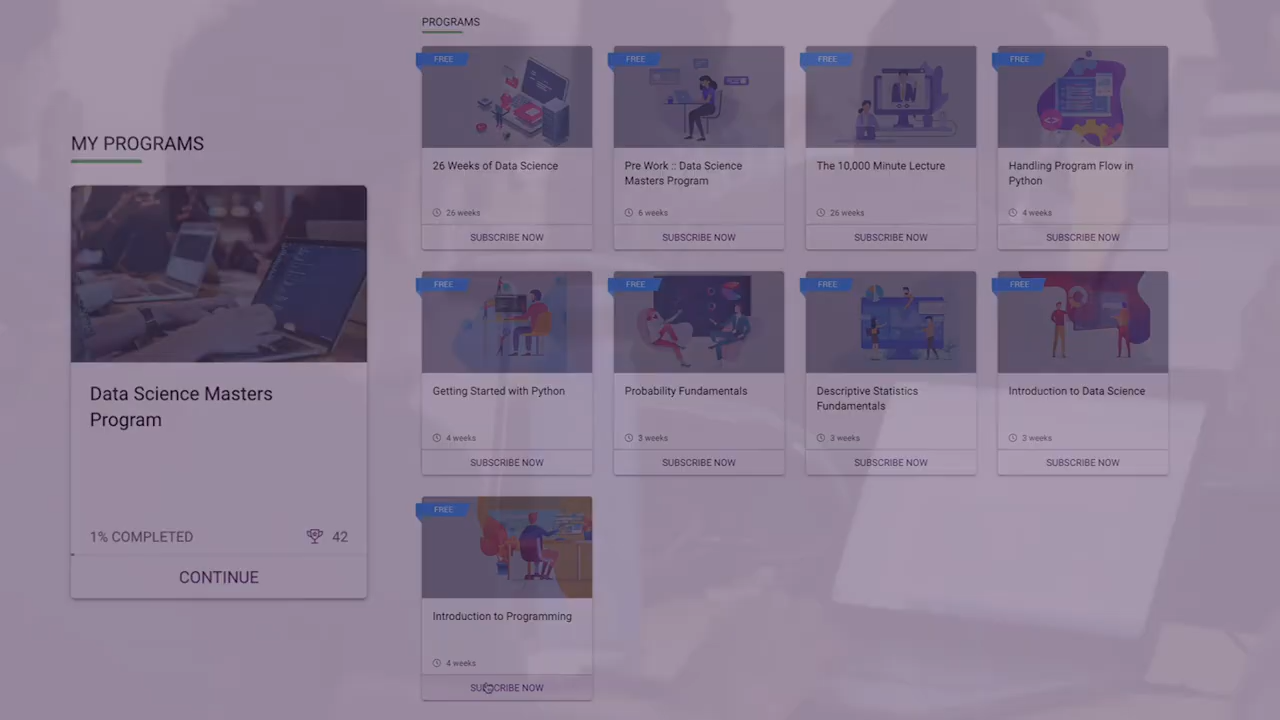 MY PROGRAMS
Data Science Masters
Program
1% COMPLETED
42
CONTINUE
PROGRAMS
FREE
26 Weeks of Data Science
26 weeks
SUBSCRIBE NOW
FREE
Pre Work :: Data Science
Masters Program
6 weeks
SUBSCRIBE NOW
FREE
The 10,000 Minute Lecture
26 weeks
SUBSCRIBE NOW
FREE
Handling Program Flow in
Python
4 weeks
SUBSCRIBE NOW
FREE
Getting Started with Python
4 weeks
SUBSCRIBE NOW
FREE
Probability Fundamentals
3 weeks
SUBSCRIBE NOW
FREE
Descriptive Statistics
Fundamentals
3 weeks
SUBSCRIBE NOW
FREE
Introduction to Data Science
3 weeks
SUBSCRIBE NOW
FREE
Introduction to Programming
4 weeks
SUBSCRIBE NOW